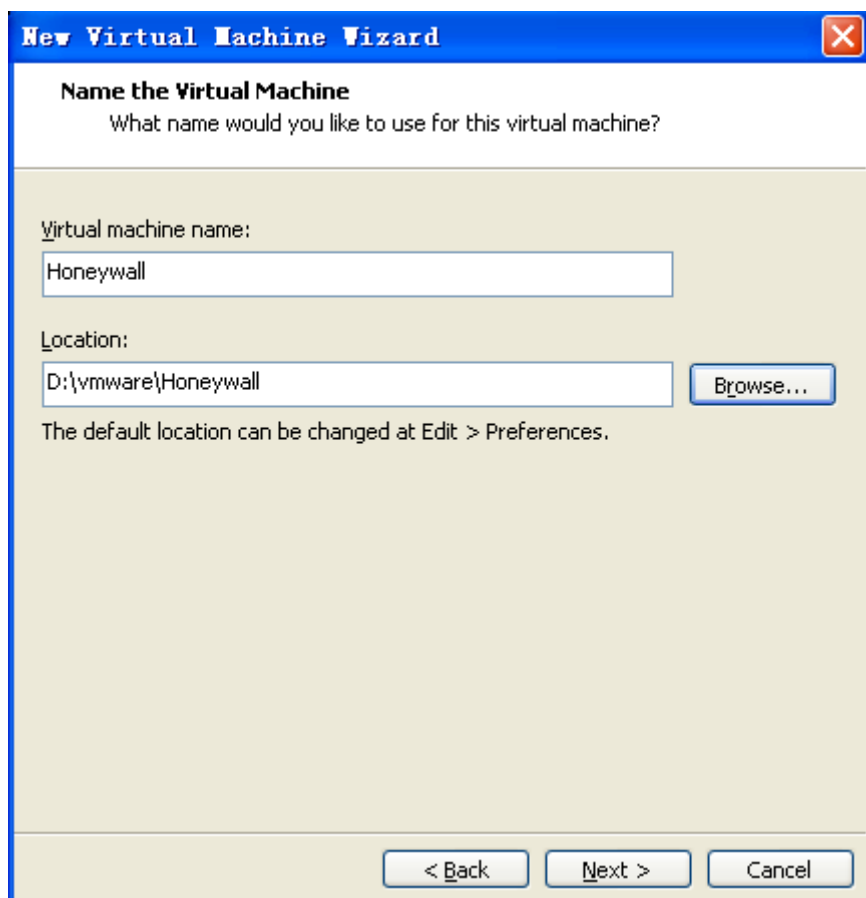 New Virtual Machine Wizard
Name the Virtual Machine
What name would you like to use for this virtual machine?
Virtual machine name:
Honeywall
Location:
D:\vmware\Honeywall
Browse...
The default location can be changed at Edit > Preferences.
< Back
Next >
Cancel